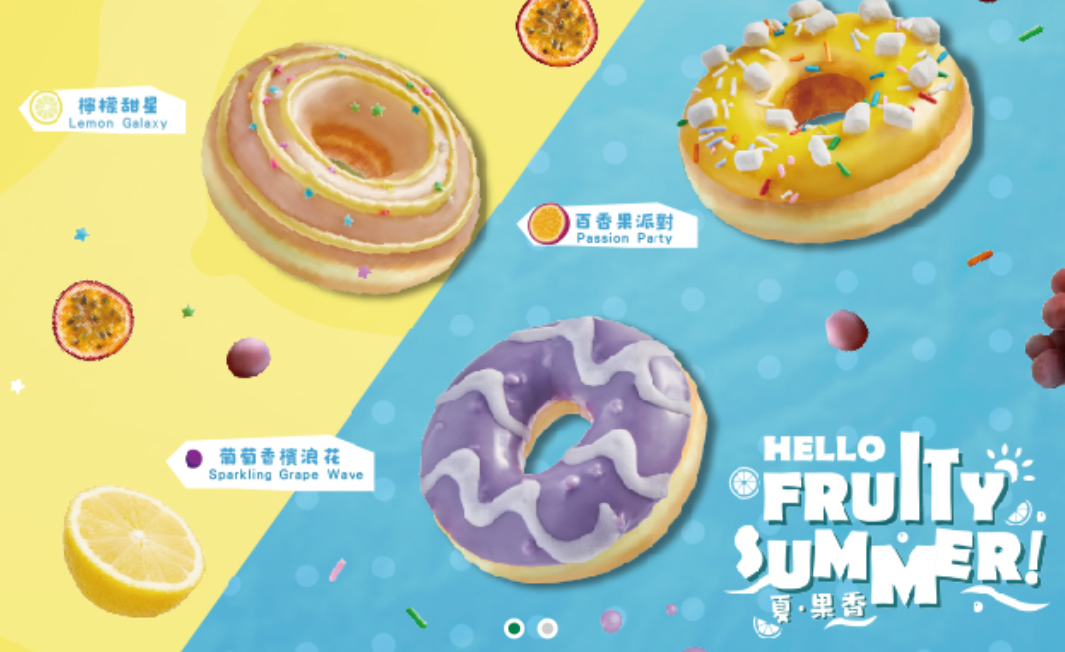 檸檬甜星
Lemon Galaxy
百香果派對
Passion Party
葡萄香檳浪花
Sparkling Grape Wave
HELLO
FRUITY
SUMMER!
夏·果香